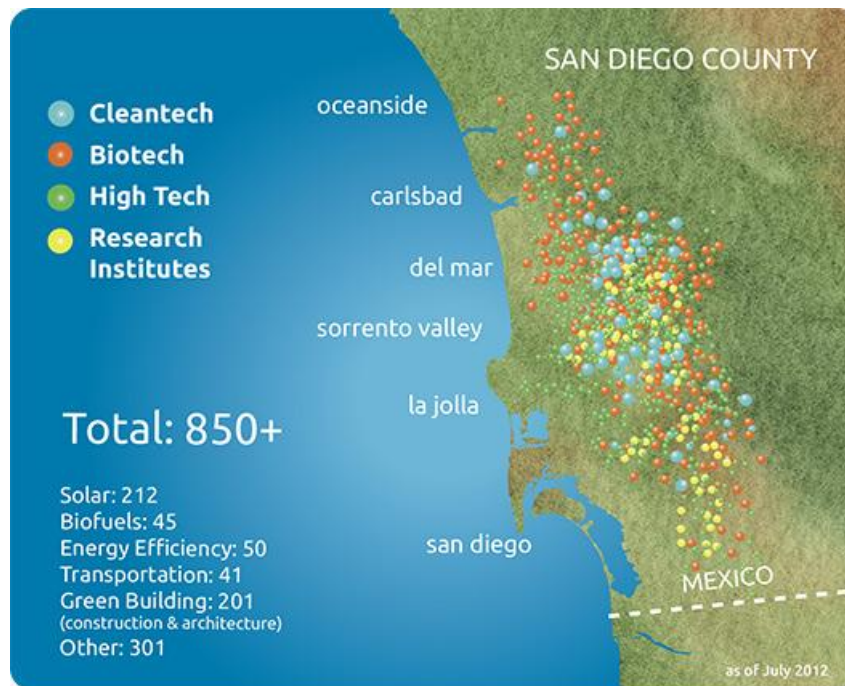 SAN DIEGO COUNTY
Cleantech
Biotech
High Tech
Research
Institutes
oceanside
carlsbad
del mar
sorrento valley
la jolla
san diego
Total: 850+
Solar: 212
Biofuels: 45
Energy Efficiency: 50
Transportation: 41
Green Building: 201
(construction & architecture)
Other: 301
MEXICO
as of July 2012